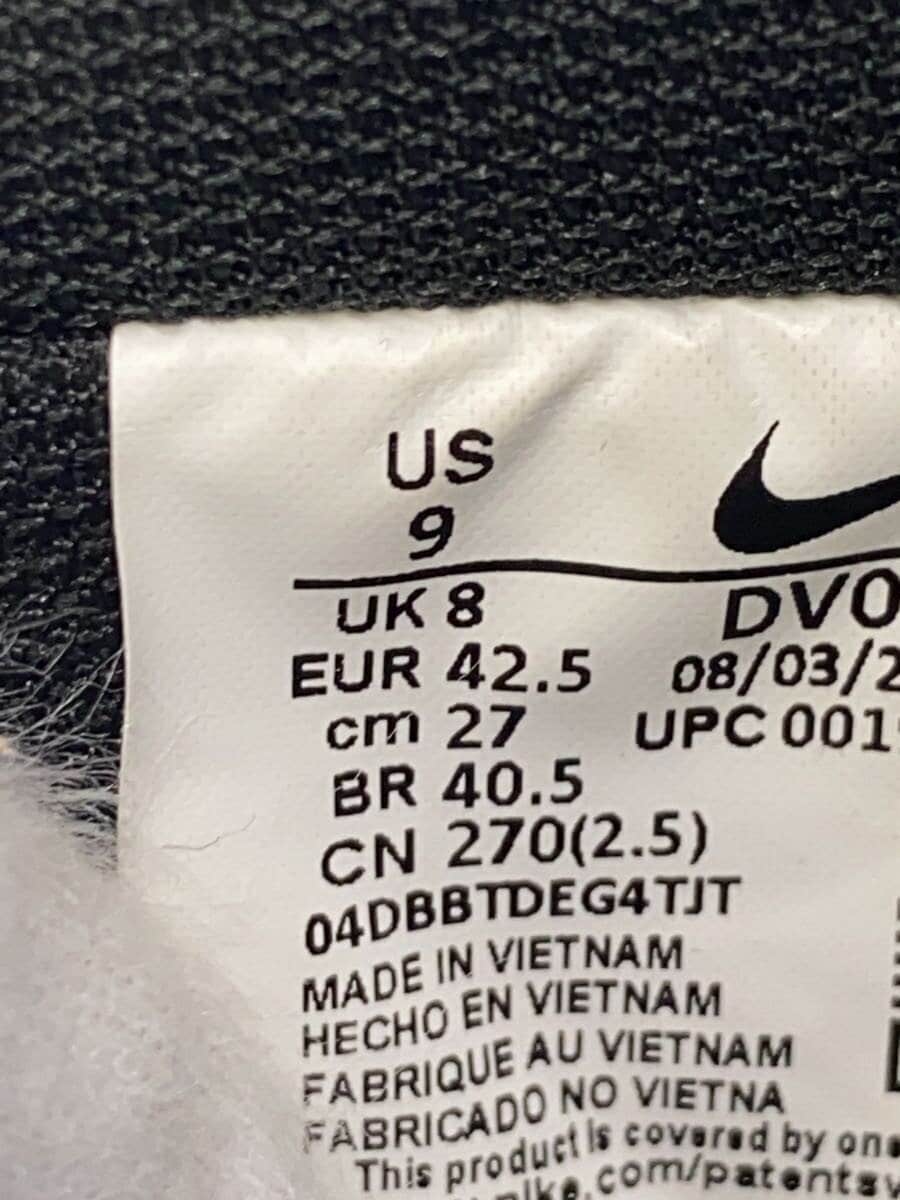 US
9
UK 8
EUR 42.5
cm 27
BR 40.5
CN 270(2.5)
DV0
08/03/2
UPC 001
04DBBTDEG4TJT
MADE IN VIETNAM
HECHO EN VIETNAM
FABRIQUE AU VIETNAM
FABRICADO NO VIETNA
This product is covered by one
nike.com/patents